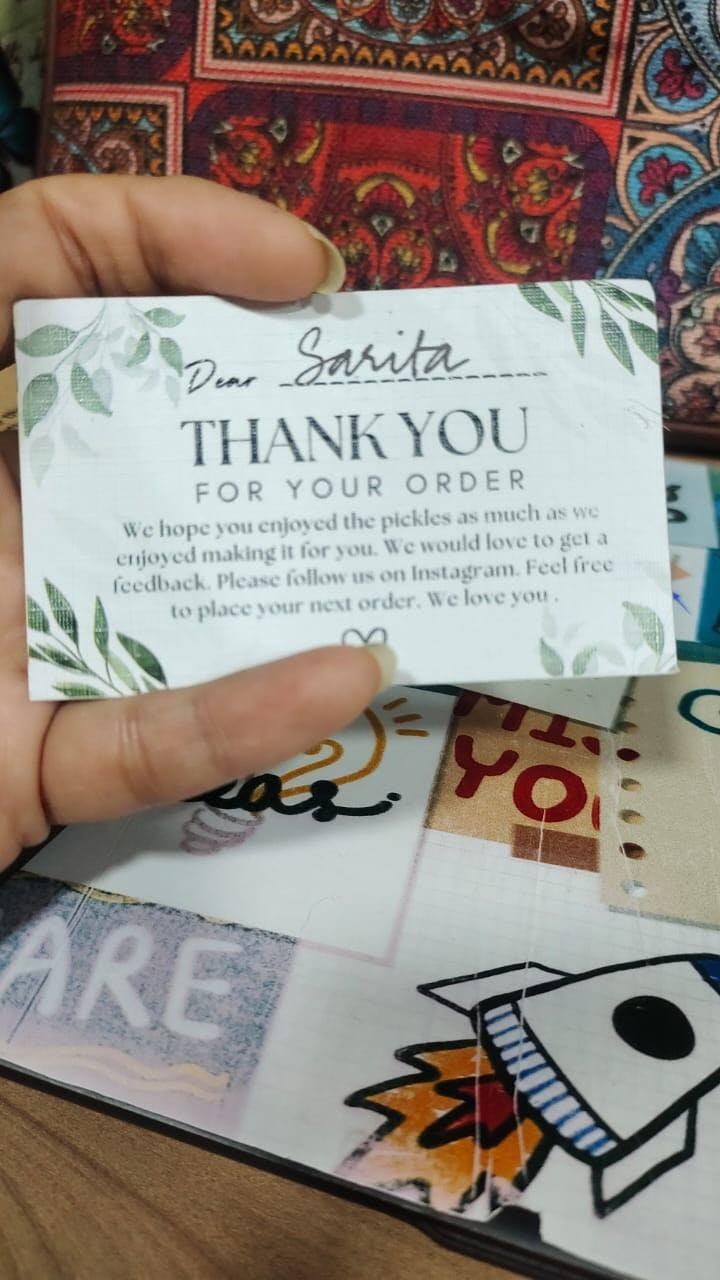 Dear Sarita
THANK YOU
FOR YOUR ORDER
We hope you enjoyed the pickles as much as we
enjoyed making it for you. We would love to get a
feedback. Please follow us on Instagram. Feel free
to place your next order. We love you .
YOU
ARE